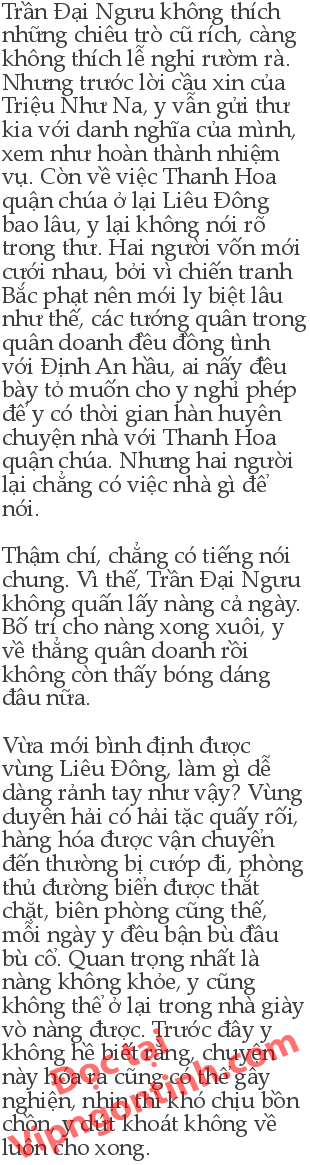 Trần Đại Ngưu không thích
những chiêu trò cũ rích, càng
không thích lễ nghi rườm rà.
Nhưng trước lời cầu xin của
Triệu Như Na, y vẫn gửi thư
kia với danh nghĩa của mình,
xem như hoàn thành nhiệm
vụ. Còn về việc Thanh Hoa
quận chúa ở lại Liêu Đông
bao lâu, y lại không nói rõ
trong thư. Hai người vốn mới
cưới nhau, bởi vì chiến tranh
Bắc phạt nên mới ly biệt lâu
như thế, các tướng quân trong
quân doanh đều đồng tình
với Định An hầu, ai nấy đều
bày tỏ muốn cho y nghỉ phép
để y có thời gian hàn huyên
chuyện nhà với Thanh Hoa
quận chúa. Nhưng hai người
lại chẳng có việc nhà gì để
nói.
Thậm chí, chẳng có tiếng nói
chung. Vì thế, Trần Đại Ngưu
không quấn lấy nàng cả ngày.
Bố trí cho nàng xong xuôi, y
về thẳng quân doanh rồi
không còn thấy bóng dáng
đâu nữa.
Vừa mới bình định được
vùng Liêu Đông, làm gì dễ
dàng rảnh tay như vậy? Vùng
duyên hải có hải tặc quấy rối,
hàng hóa được vận chuyển
đến thường bị cướp đi, phòng
thủ đường biển được thắt
chặt, biên phòng cũng thế,
mỗi ngày y đều bận bù đầu
bù cổ. Quan trọng nhất là
nàng không khỏe, y cũng
không thể ở lại trong nhà giày
vò nàng được. Trước đây y
không hề biết rằng, chuyện
này hóa ra cũng có thể gây
nghiện, nhịn thì khó chịu bồn
chồn, y dứt khoát không về
luôn cho xong.
Đọc tại
Vipngontinh.com